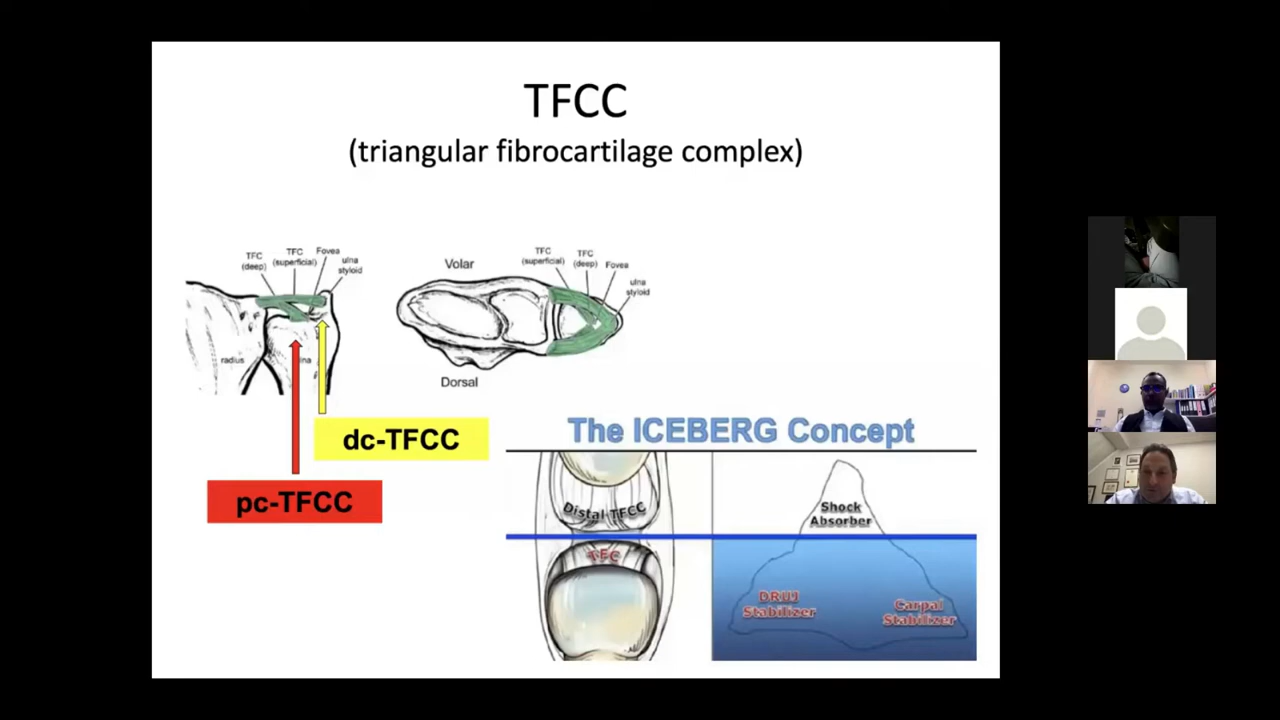 TFCC
(triangular fibrocartilage complex)
TFC
(deep)
TFC
(superficial)
Fovea
ulna
styloid
radius
Volar
TFC
(superficial)
TFC
(deep)
Fovea
ulna
styloid
Dorsal
dc-TFCC
pc-TFCC
The ICEBERG Concept
Distal TFCC
TFC
Shock
Absorber
DRUJ
Stabilizer
Carpal
Stabilizer